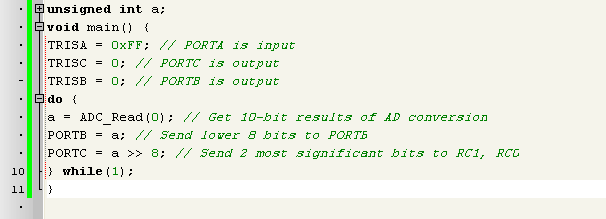 unsigned int a;
void main() {
TRISA = 0xFF; // PORTA is input
TRISC = 0; // PORTC is output
TRISB = 0; // PORTB is output
do {
a = ADC_Read(0); // Get 10-bit results of AD conversion
PORTB = a; // Send lower 8 bits to PORTB
PORTC = a >> 8; // Send 2 most significant bits to RC1, RC0
10 } while(1);
11 }